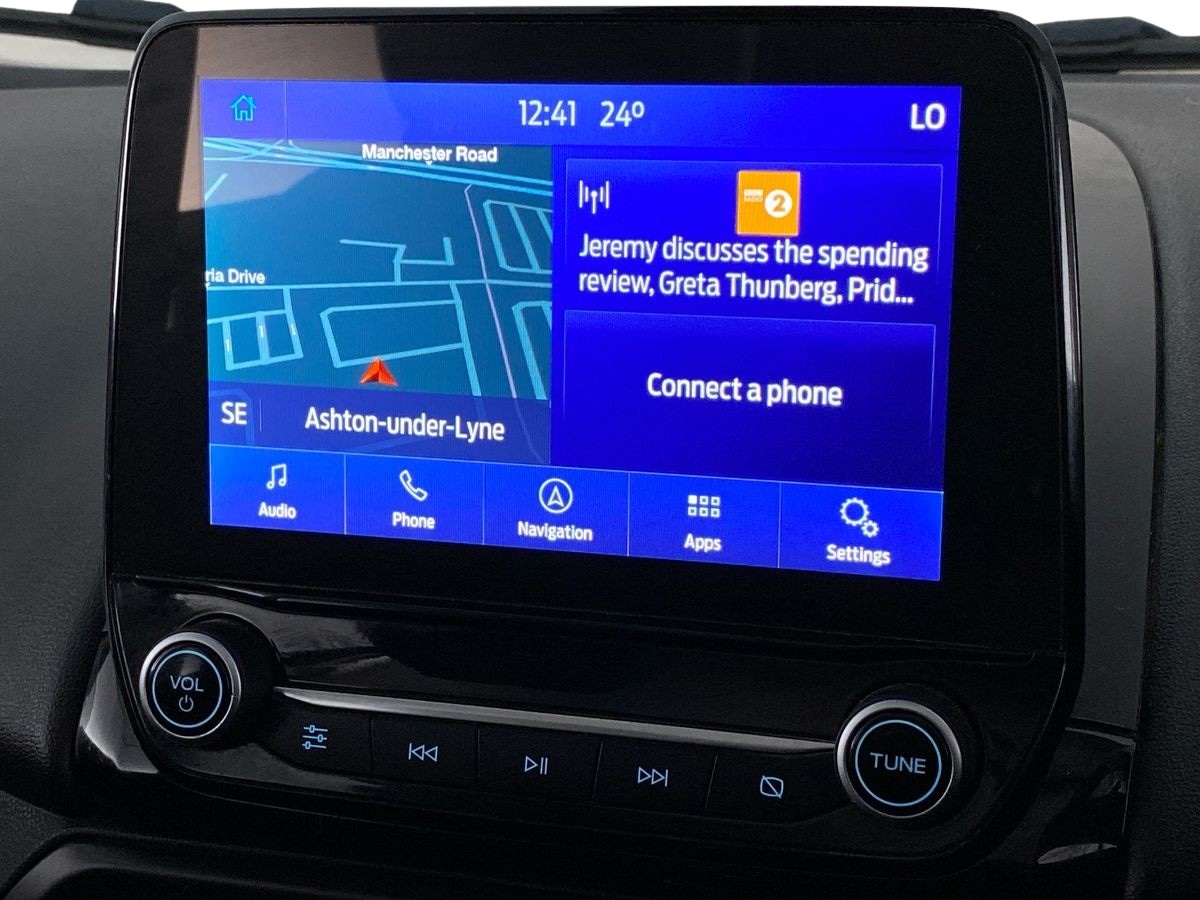 12:41 24º LO
Manchester Road
ria Drive
2
Jeremy discusses the spending
review, Greta Thunberg, Prid...
Connect a phone
SE Ashton-under-Lyne
Audio Phone Navigation Apps Settings
VOL
TUNE